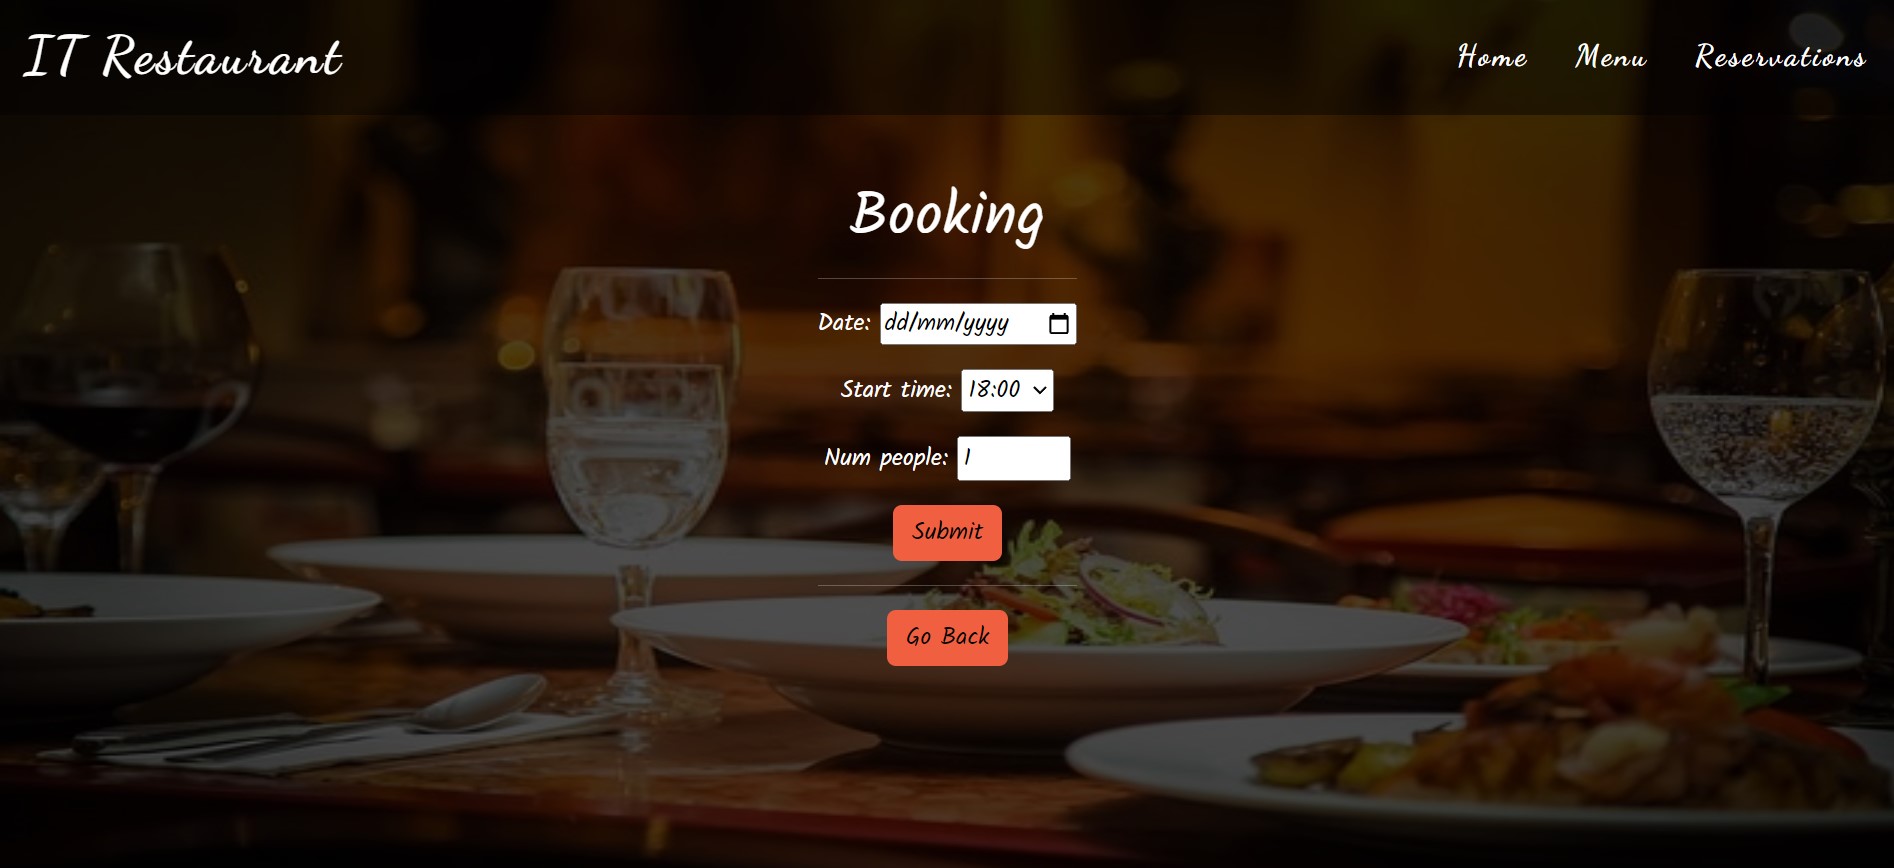 IT Restaurant
Home Menu Reservations
Booking
Date: dd/mm/yyyy
Start time: 18:00
Num people: 1
Submit
Go Back